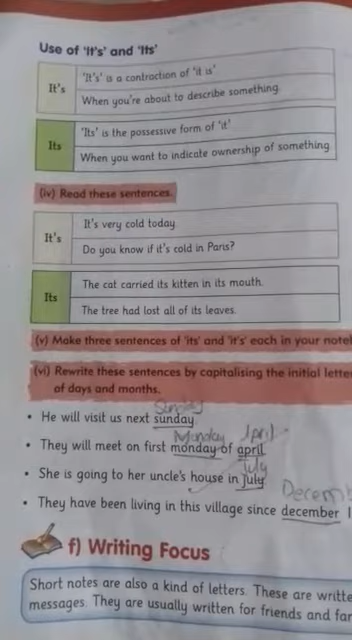 Use of 'It's' and 'Its'
It's
'It's' is a contraction of 'it is'
When you're about to describe something.
Its
'Its' is the possessive form of 'it'
When you want to indicate ownership of something
(iv) Read these sentences.
It's
It's very cold today.
Do you know if it's cold in Paris?
Its
The cat carried its kitten in its mouth.
The tree had lost all of its leaves.
(v) Make three sentences of 'its' and 'it's' each in your
(vi) Rewrite these sentences by capitalising the initial
of days and months.
Sunday
• He will visit us next sunday.
Monday April
• They will meet on first monday of april.
July
• She is going to her uncle's house in july.
• They have been living in this village since december
f) Writing Focus
Short notes are also a kind of letters. These are
messages. They are usually written for friends and